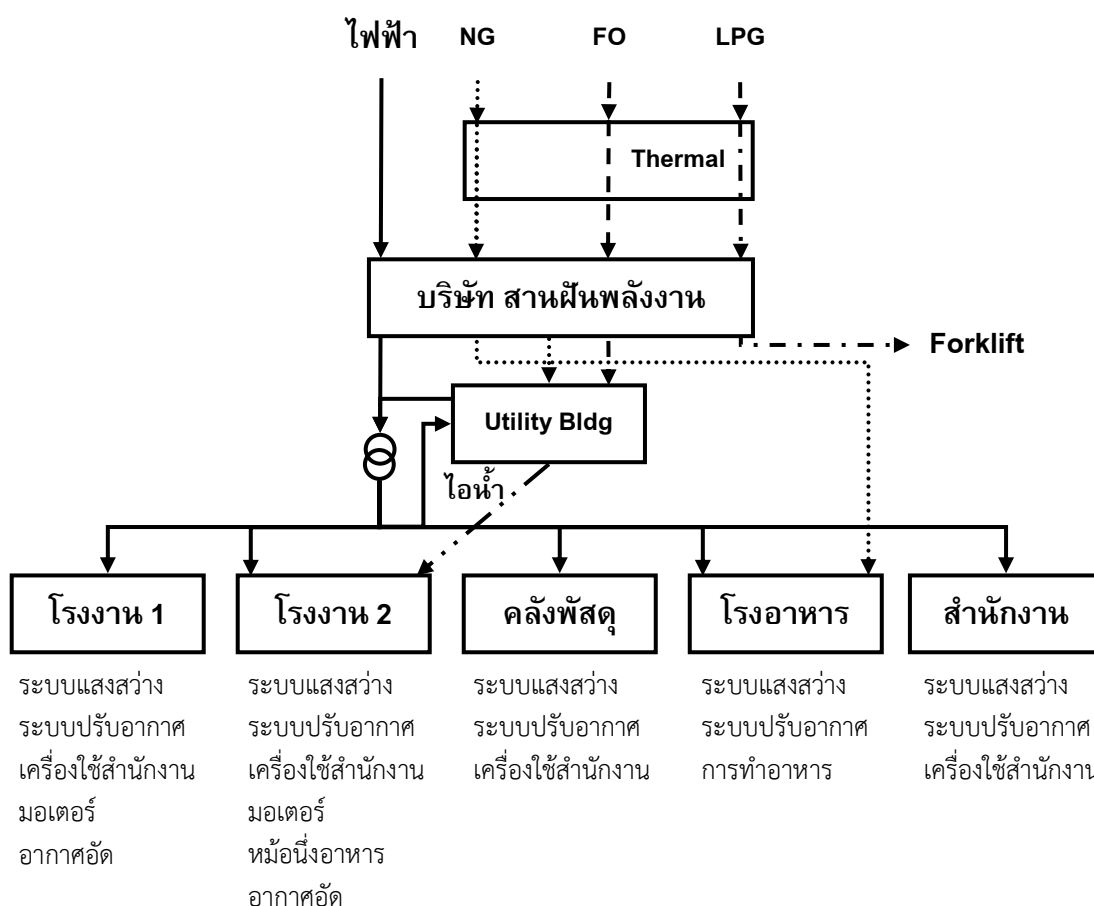 ไฟฟ้า NG FO LPG
Thermal
บริษัท สานฝันพลังงาน
Forklift
Utility Bldg
ไอน้ำ
โรงงาน 1
โรงงาน 2
คลังพัสดุ
โรงอาหาร
สำนักงาน
ระบบแสงสว่าง
ระบบปรับอากาศ
เครื่องใช้สำนักงาน
มอเตอร์
อากาศอัด
ระบบแสงสว่าง
ระบบปรับอากาศ
เครื่องใช้สำนักงาน
มอเตอร์
หม้อนึ่งอาหาร
อากาศอัด
ระบบแสงสว่าง
ระบบปรับอากาศ
เครื่องใช้สำนักงาน
ระบบแสงสว่าง
ระบบปรับอากาศ
การทำอาหาร
ระบบแสงสว่าง
ระบบปรับอากาศ
เครื่องใช้สำนักงาน